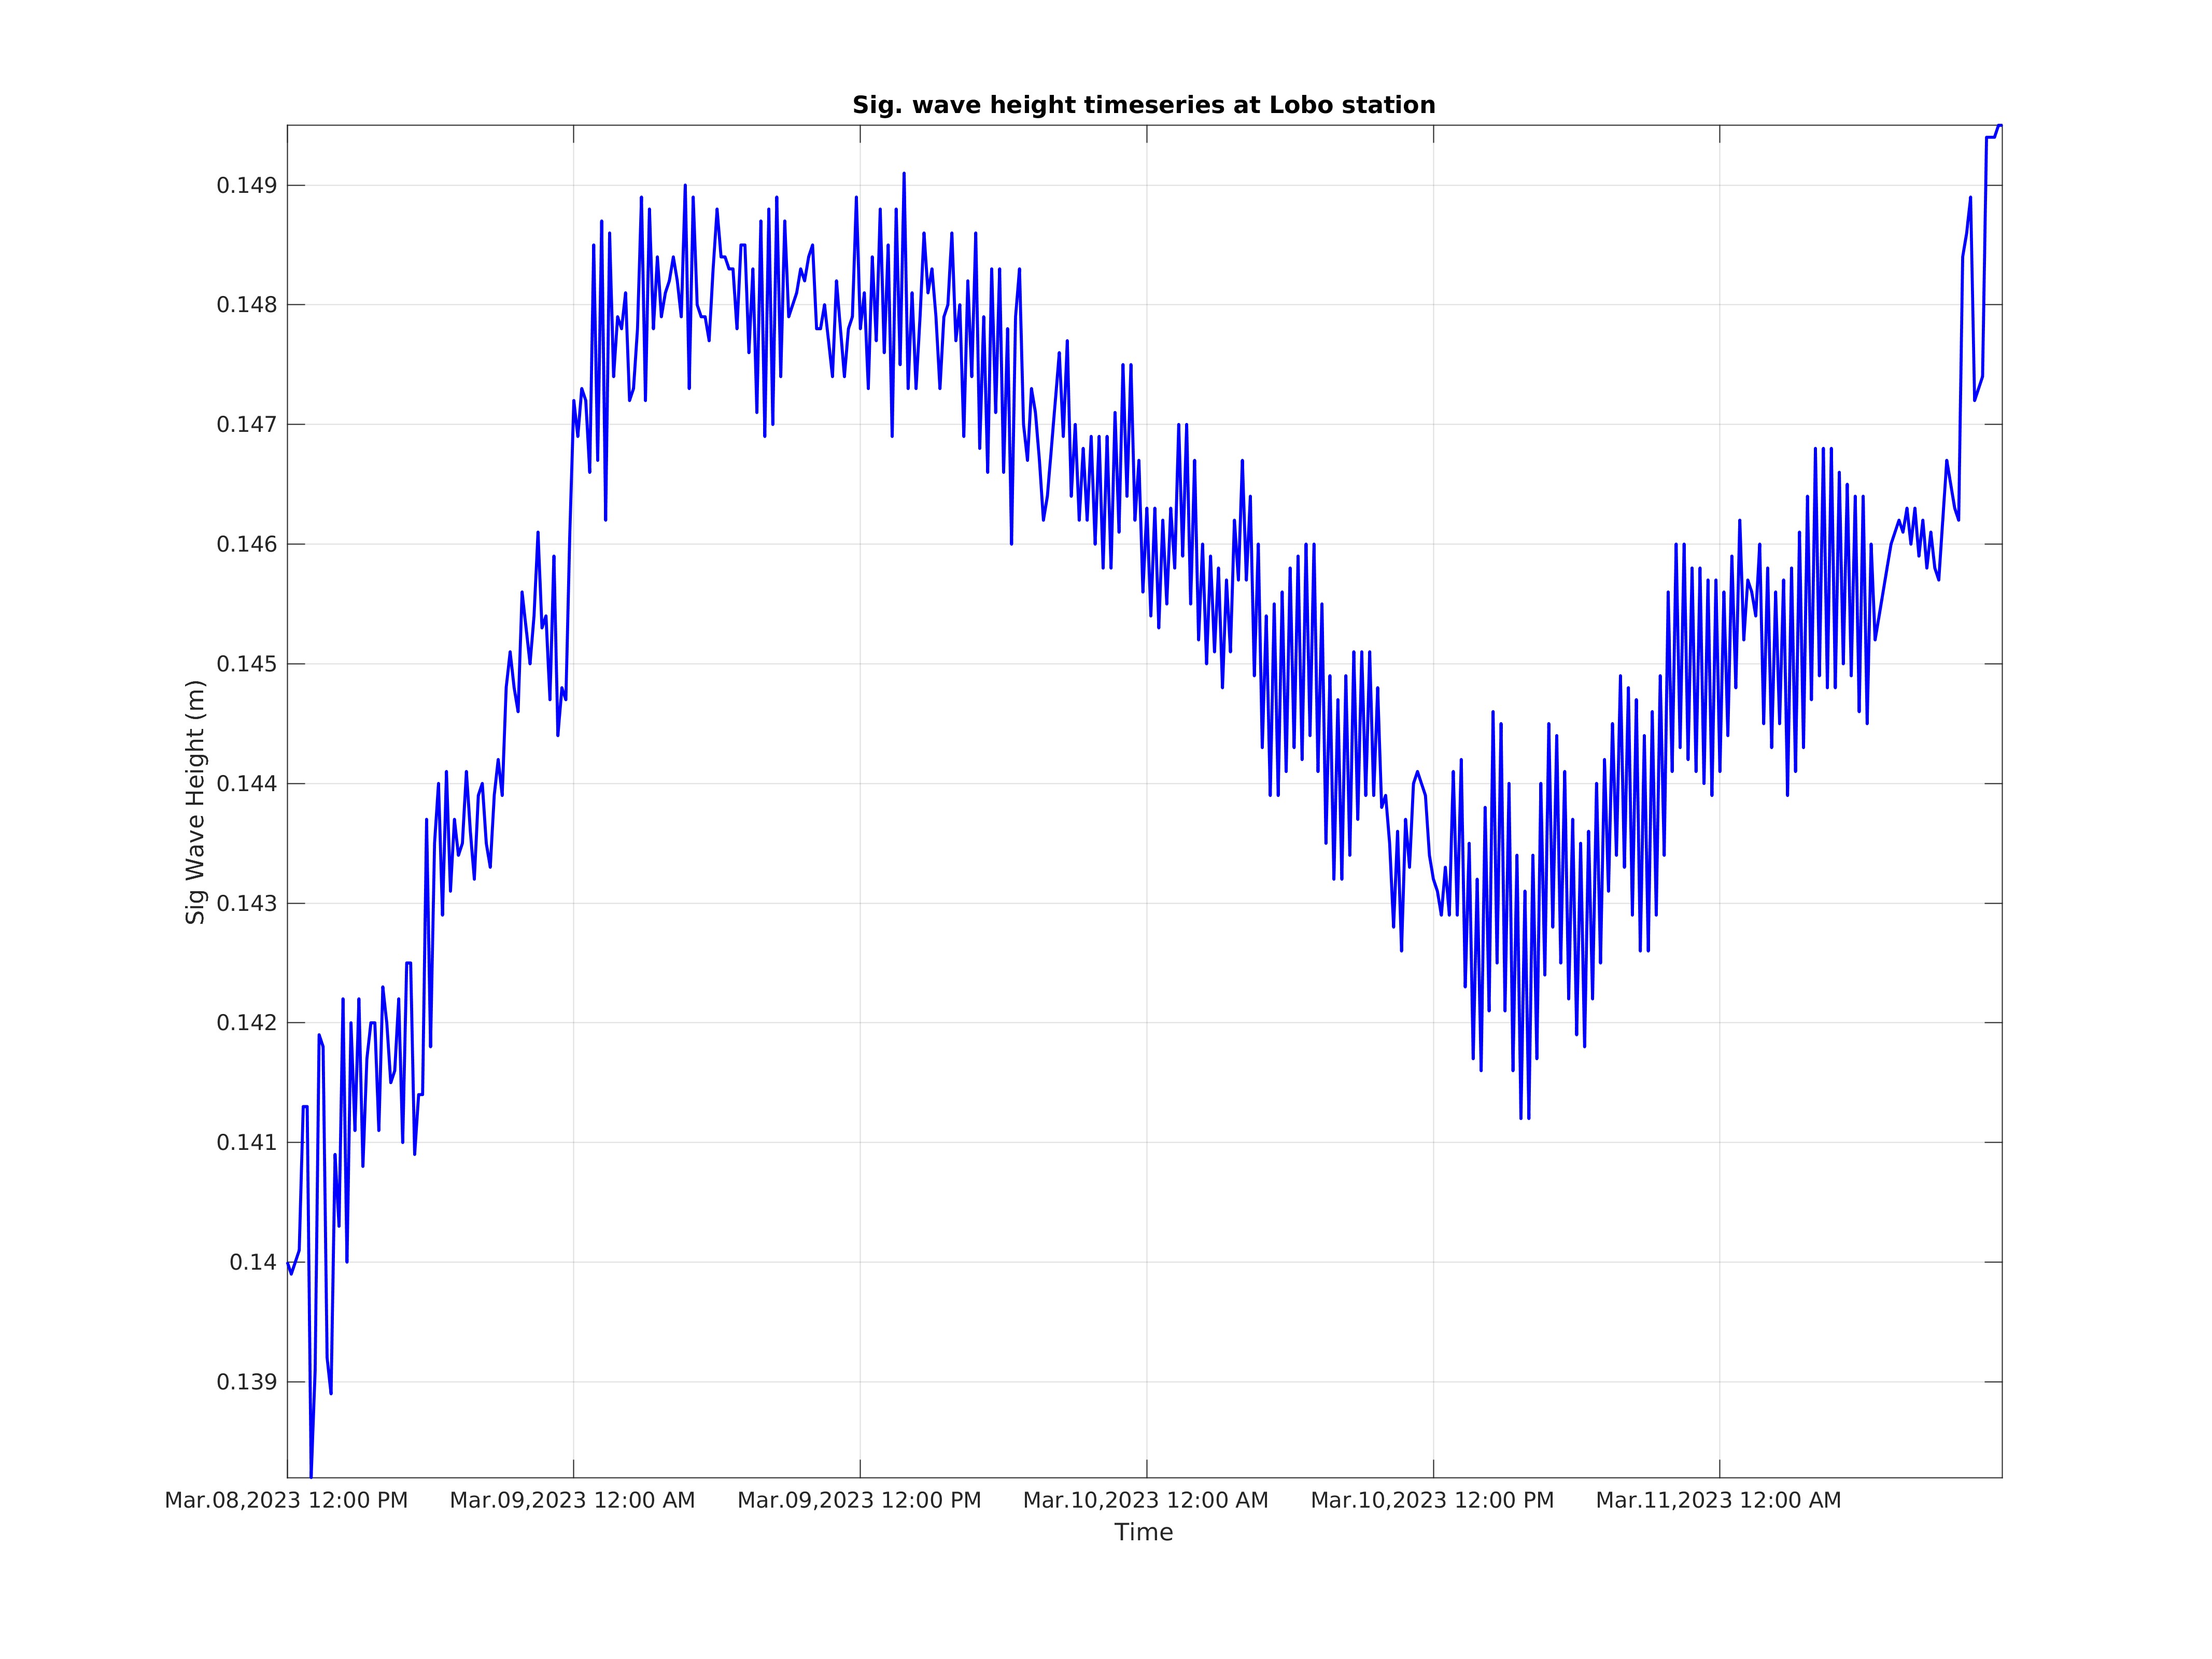 Sig. wave height timeseries at Lobo station
0.149
0.148
0.147
0.146
0.145
0.144
0.143
0.142
0.141
0.14
0.139
Sig Wave Height (m)
Mar.08,2023 12:00 PM Mar.09,2023 12:00 AM Mar.09,2023 12:00 PM Mar.10,2023 12:00 AM Mar.10,2023 12:00 PM Mar.11,2023 12:00 AM
Time